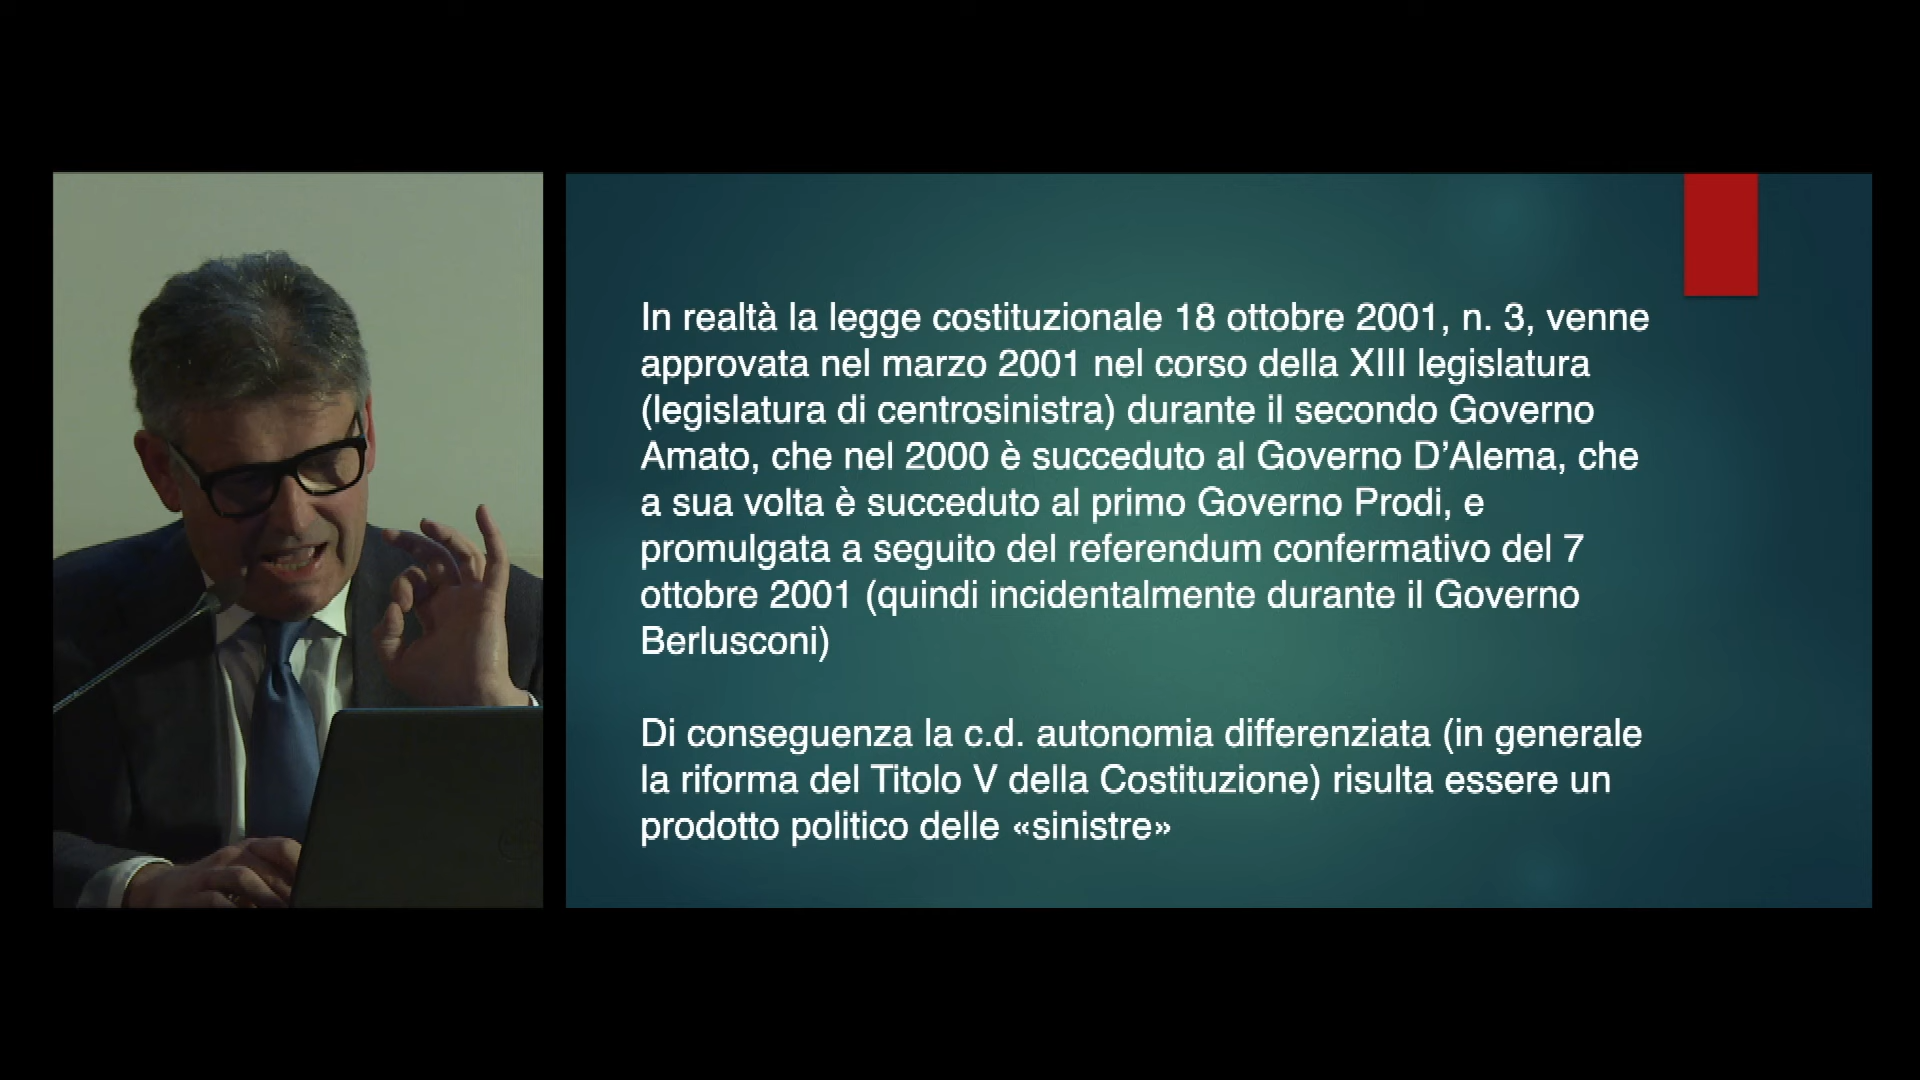 In realtà la legge costituzionale 18 ottobre 2001, n. 3, venne
approvata nel marzo 2001 nel corso della XIII legislatura
(legislatura di centrosinistra) durante il secondo Governo
Amato, che nel 2000 è succeduto al Governo D’Alema, che
a sua volta è succeduto al primo Governo Prodi, e
promulgata a seguito del referendum confermativo del 7
ottobre 2001 (quindi incidentalmente durante il Governo
Berlusconi)
Di conseguenza la c.d. autonomia differenziata (in generale
la riforma del Titolo V della Costituzione) risulta essere un
prodotto politico delle «sinistre»